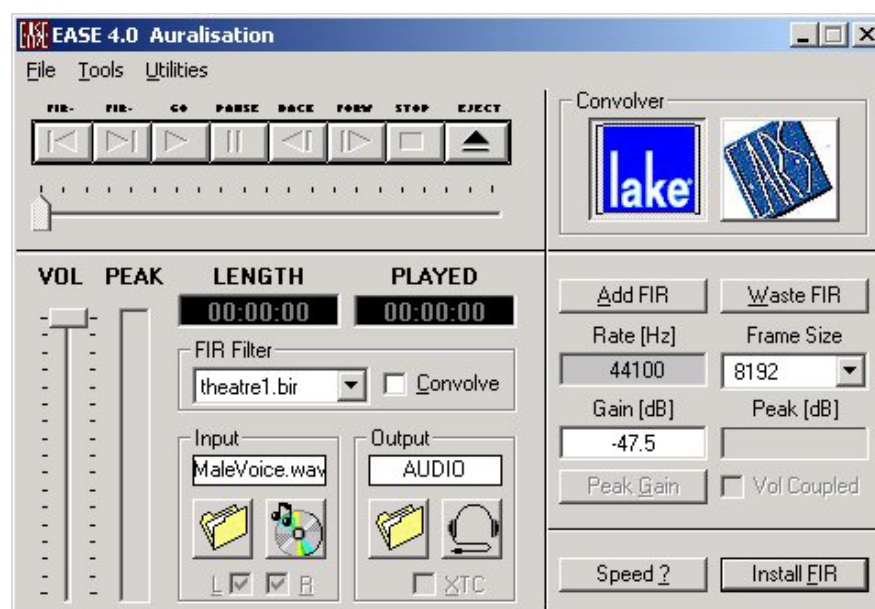 EASE 4.0 Auralisation
File Tools Utilities
FIR- FIR- GO PAUSE BACK FORW STOP EJECT
Convolver
lake
LARS
VOL PEAK LENGTH PLAYED
00:00:00 00:00:00
FIR Filter
theatre1.bir Convolve
Input Output
MaleVoice.wav AUDIO
L R XTC
Add FIR Waste FIR
Rate [Hz] Frame Size
44100 8192
Gain [dB] Peak [dB]
-47.5
Peak Gain Vol Coupled
Speed ? Install FIR